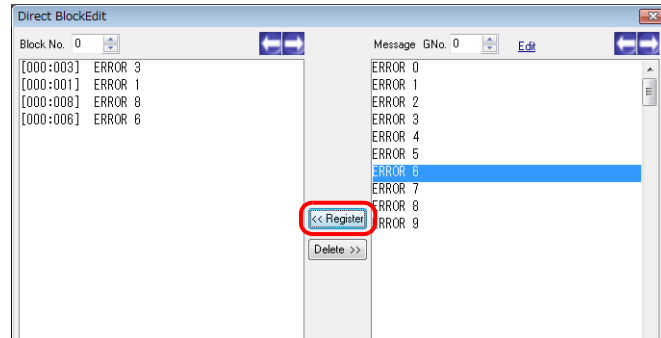 Direct BlockEdit
Block No. 0
Message GNo. 0 Edit
[000:003] ERROR 3
[000:001] ERROR 1
[000:008] ERROR 8
[000:006] ERROR 6
<< Register
Delete >>
ERROR 0
ERROR 1
ERROR 2
ERROR 3
ERROR 4
ERROR 5
ERROR 6
ERROR 7
ERROR 8
ERROR 9